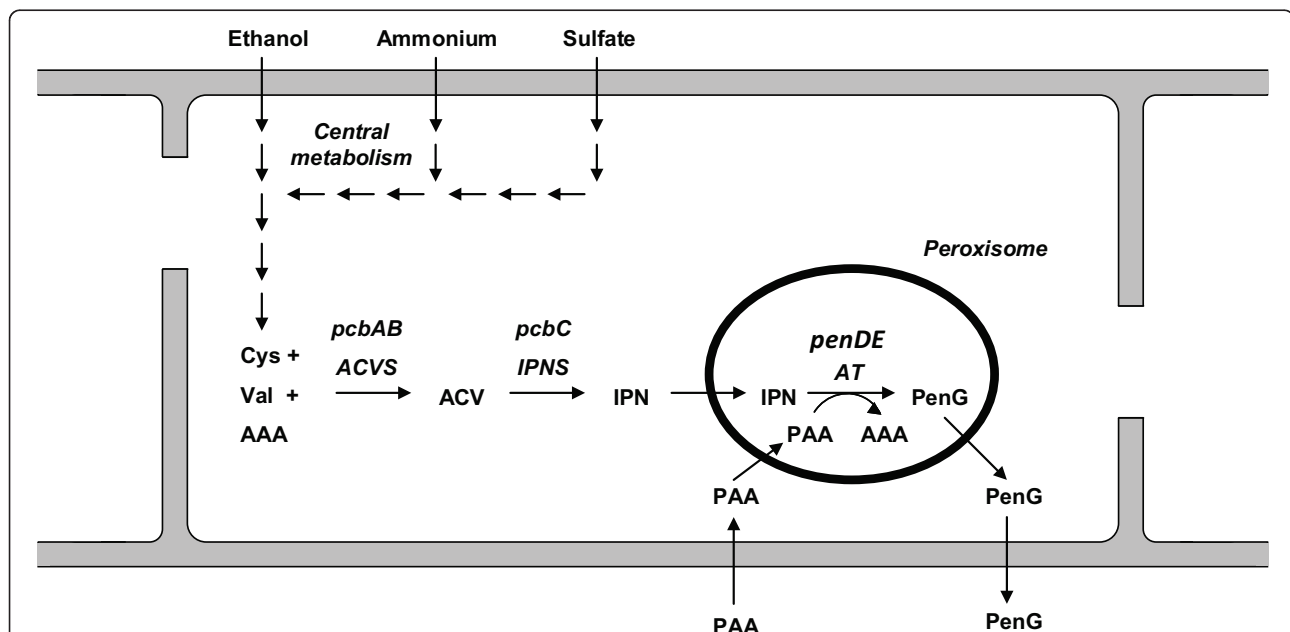 Ethanol Ammonium Sulfate
Central
metabolism
Peroxisome
pcbAB pcbC penDE
Cys +
ACVS IPNS AT
Val + ACV IPN IPN PenG
AAA PAA AAA
PAA PenG
PAA PenG